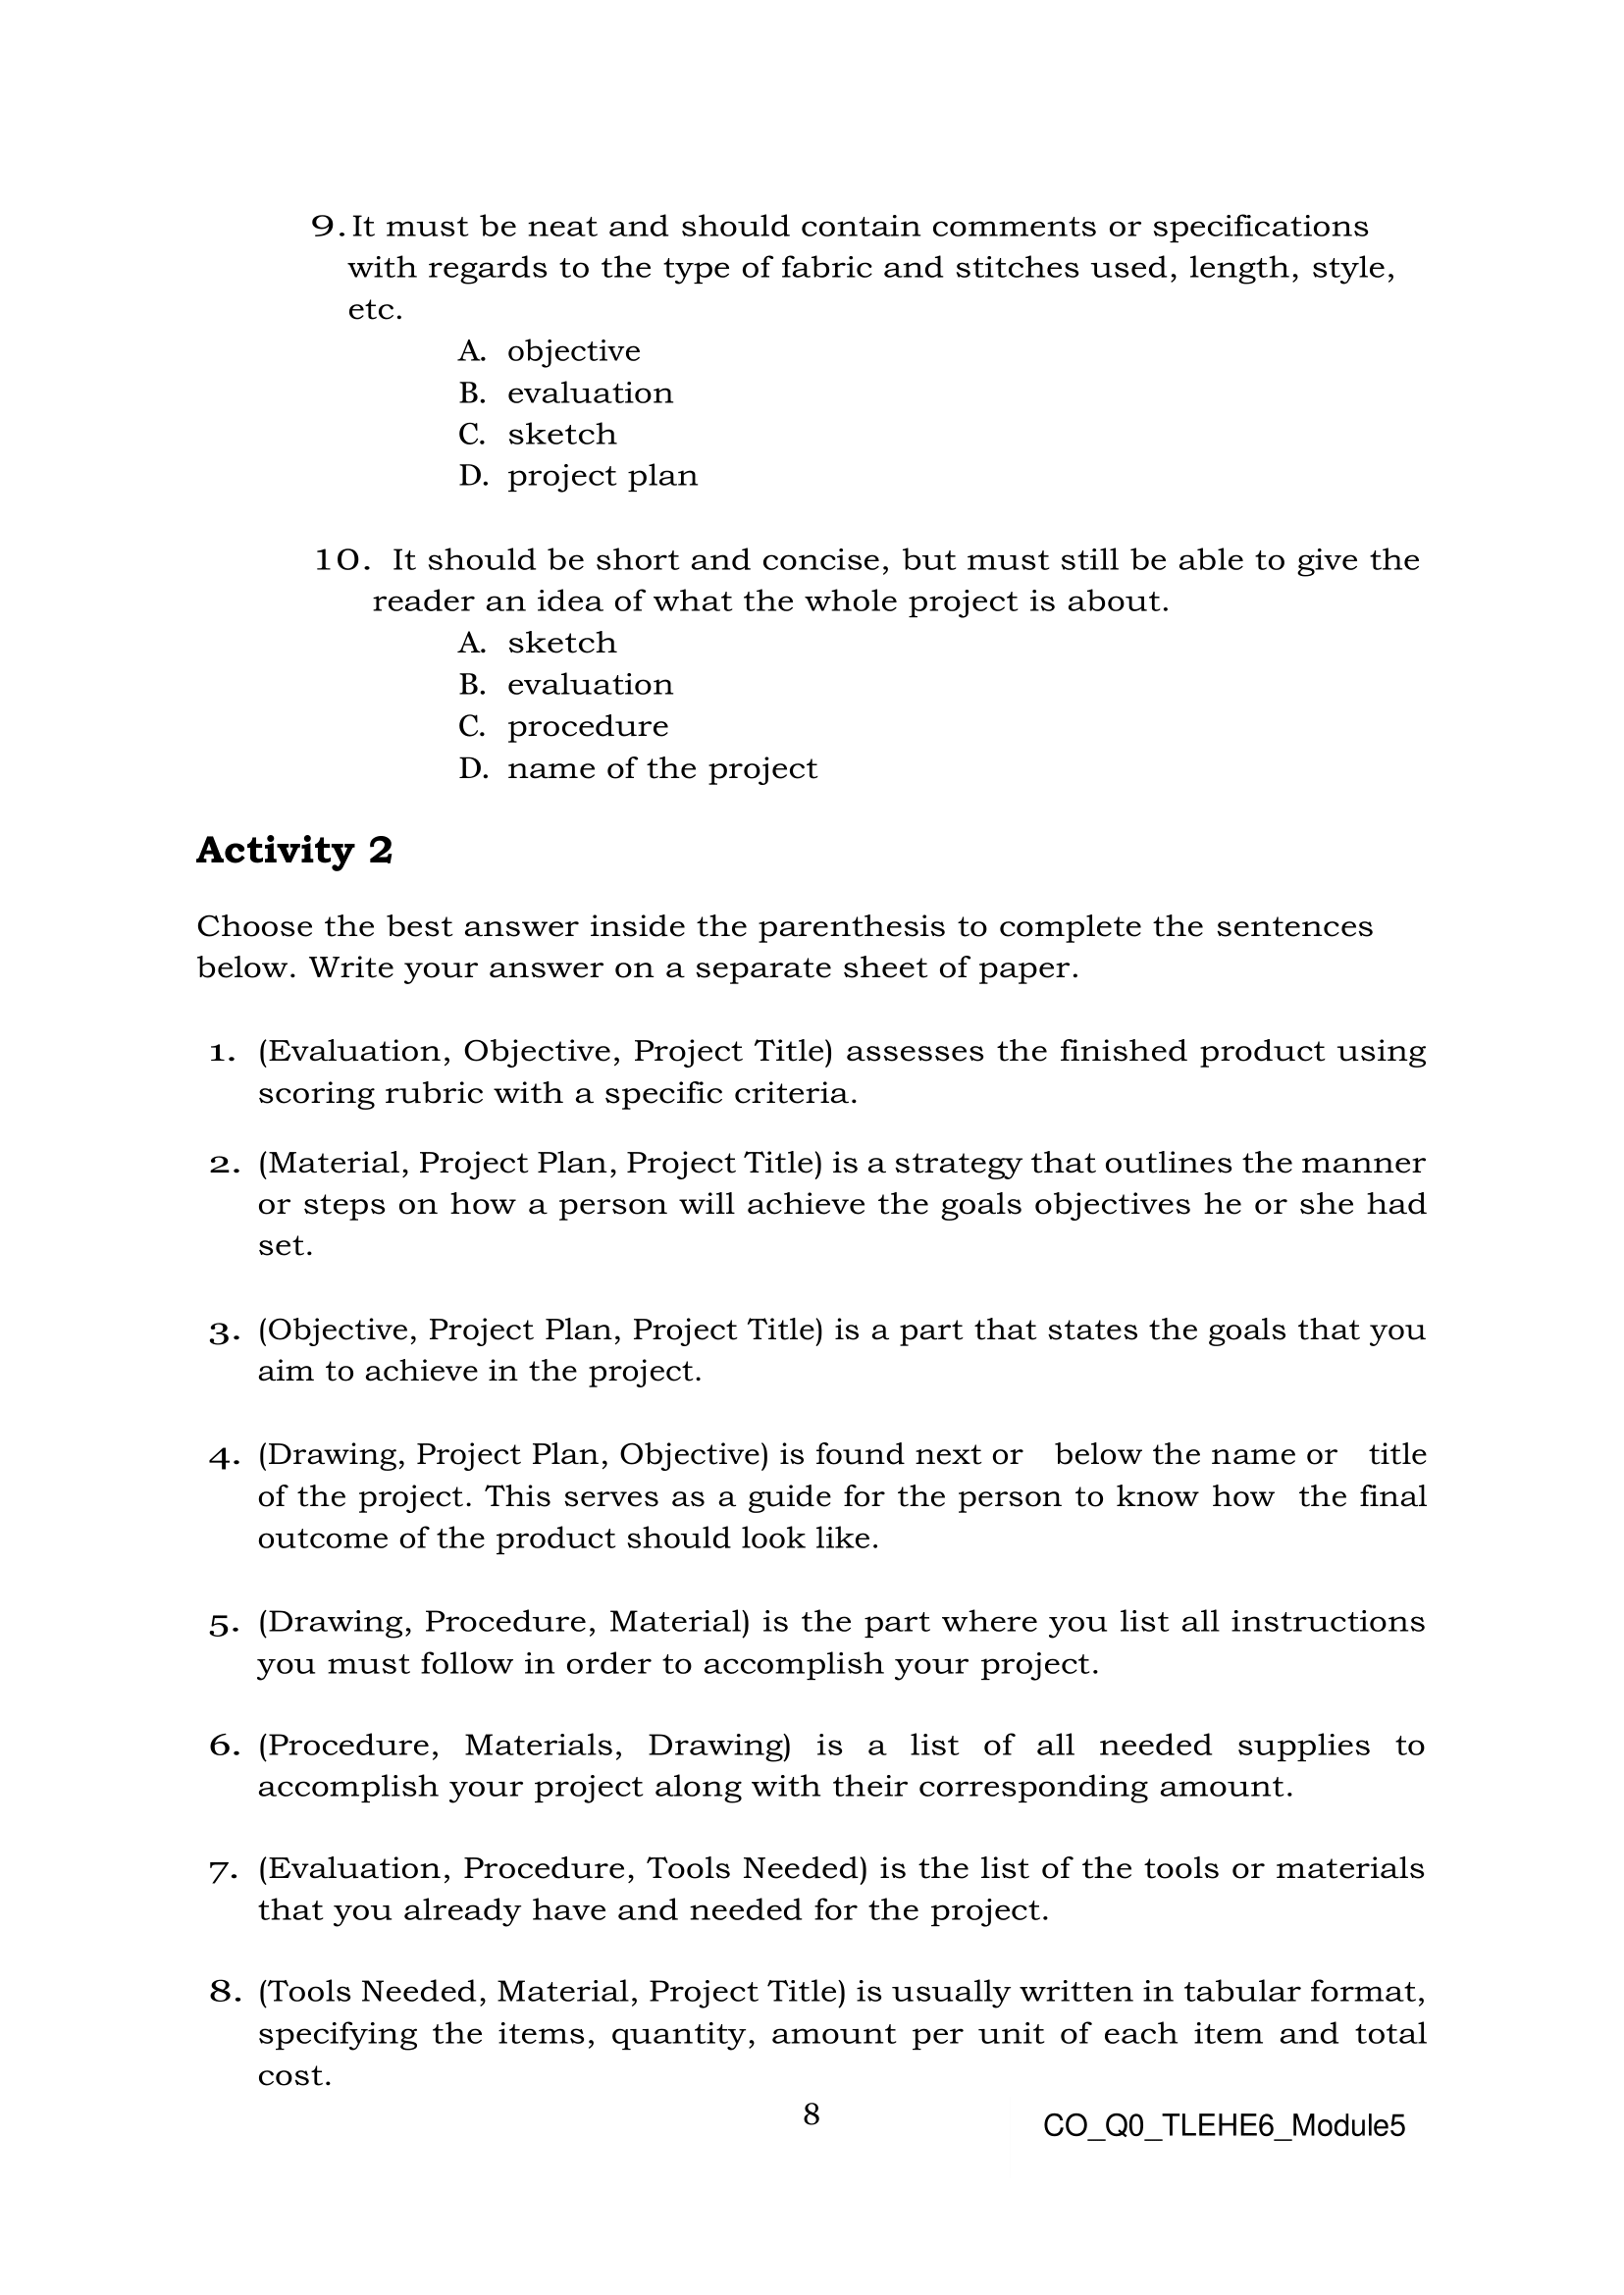 9. It must be neat and should contain comments or specifications
with regards to the type of fabric and stitches used, length, style,
etc.
A. objective
B. evaluation
C. sketch
D. project plan
10. It should be short and concise, but must still be able to give the
reader an idea of what the whole project is about.
A. sketch
B. evaluation
C. procedure
D. name of the project
Activity 2
Choose the best answer inside the parenthesis to complete the sentences
below. Write your answer on a separate sheet of paper.
1. (Evaluation, Objective, Project Title) assesses the finished product using
scoring rubric with a specific criteria.
2. (Material, Project Plan, Project Title) is a strategy that outlines the manner
or steps on how a person will achieve the goals objectives he or she had
set.
3. (Objective, Project Plan, Project Title) is a part that states the goals that you
aim to achieve in the project.
4. (Drawing, Project Plan, Objective) is found next or below the name or title
of the project. This serves as a guide for the person to know how the final
outcome of the product should look like.
5. (Drawing, Procedure, Material) is the part where you list all instructions
you must follow in order to accomplish your project.
6. (Procedure, Materials, Drawing) is a list of all needed supplies to
accomplish your project along with their corresponding amount.
7. (Evaluation, Procedure, Tools Needed) is the list of the tools or materials
that you already have and needed for the project.
8. (Tools Needed, Material, Project Title) is usually written in tabular format,
specifying the items, quantity, amount per unit of each item and total
cost.
8
CO_Q0_TLEHE6_Module5